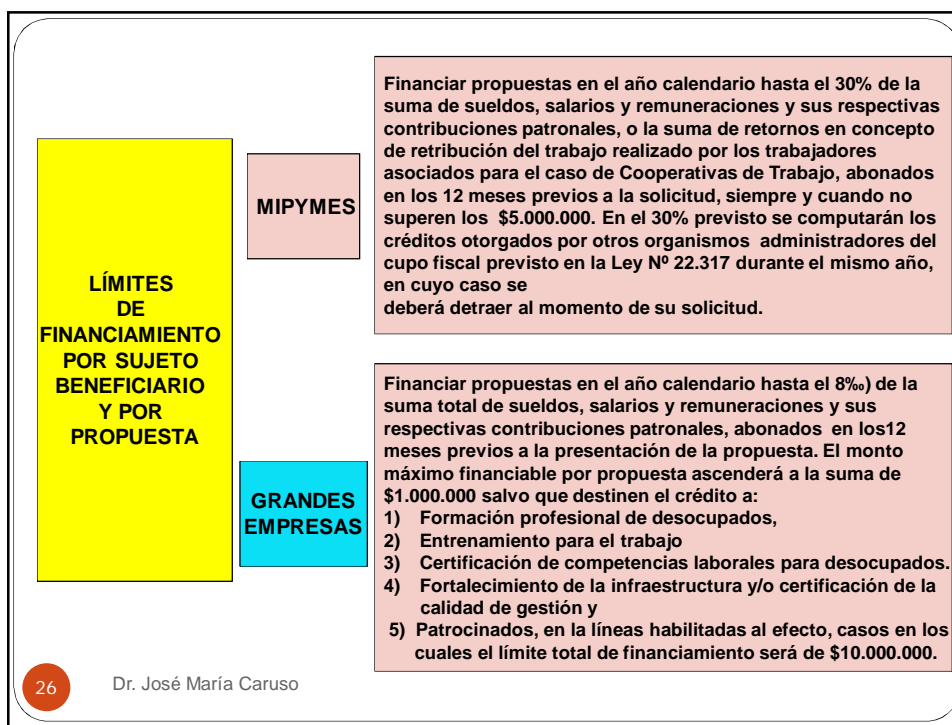 LÍMITES
DE
FINANCIAMIENTO
POR SUJETO
BENEFICIARIO
Y POR
PROPUESTA
MIPYMES
Financiar propuestas en el año calendario hasta el 30% de la
suma de sueldos, salarios y remuneraciones y sus respectivas
contribuciones patronales, o la suma de retornos en concepto
de retribución del trabajo realizado por los trabajadores
asociados para el caso de Cooperativas de Trabajo, abonados
en los 12 meses previos a la solicitud, siempre y cuando no
superen los $5.000.000. En el 30% previsto se computarán los
créditos otorgados por otros organismos administradores del
cupo fiscal previsto en la Ley Nº 22.317 durante el mismo año,
en cuyo caso se
deberá detraer al momento de su solicitud.
GRANDES
EMPRESAS
Financiar propuestas en el año calendario hasta el 8‰) de la
suma total de sueldos, salarios y remuneraciones y sus
respectivas contribuciones patronales, abonados en los12
meses previos a la presentación de la propuesta. El monto
máximo financiable por propuesta ascenderá a la suma de
$1.000.000 salvo que destinen el crédito a:
1) Formación profesional de desocupados,
2) Entrenamiento para el trabajo
3) Certificación de competencias laborales para desocupados.
4) Fortalecimiento de la infraestructura y/o certificación de la
calidad de gestión y
5) Patrocinados, en la líneas habilitadas al efecto, casos en los
cuales el límite total de financiamiento será de $10.000.000.
26
Dr. José María Caruso